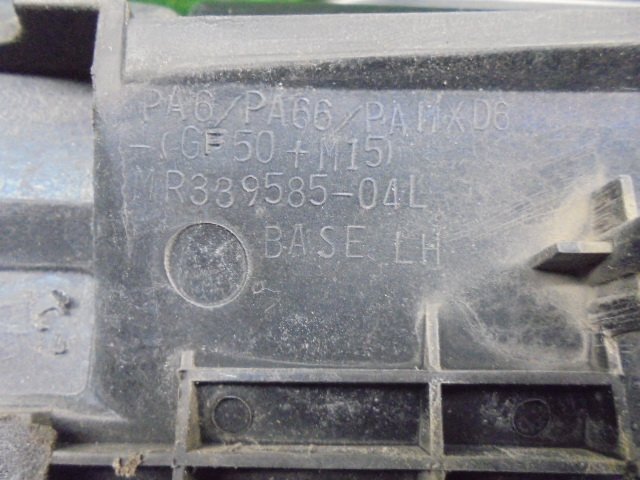 PA6/PA66/PAMXD6
-(GF50+M15)
MR339585-04L
BASE LH